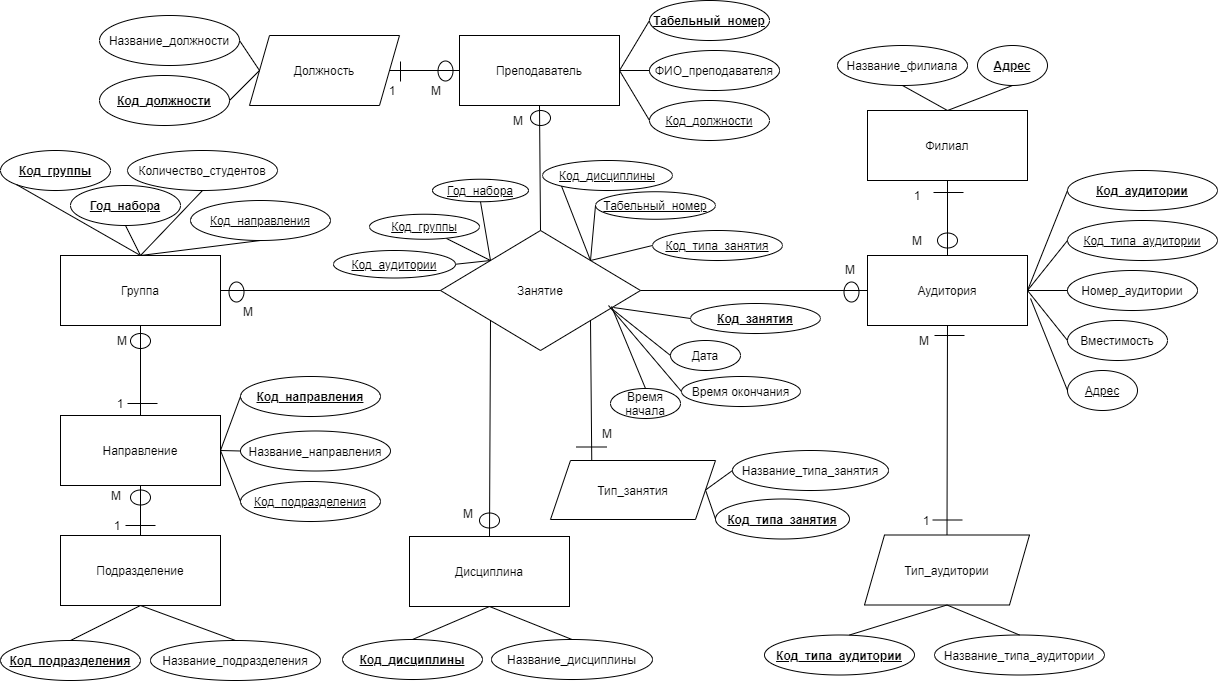 Название_должности
Код_должности
Должность
1
М
Преподаватель
Табельный_номер
ФИО_преподавателя
Код_должности
М
Название_филиала
Адрес
Филиал
1
М
Код_группы
Количество_студентов
Год_набора
Код_направления
Группа
М
Год_набора
Код_группы
Код_аудитории
Код_дисциплины
Табельный_номер
Код_типа_занятия
Занятие
М
Аудитория
Код_аудитории
Код_типа_аудитории
Номер_аудитории
Вместимость
Адрес
Код_занятия
Дата
Время окончания
Время
начала
М
1
Направление
Код_направления
Название_направления
Код_подразделения
М
1
Подразделение
Код_подразделения
Название_подразделения
М
Дисциплина
Код_дисциплины
Название_дисциплины
М
Тип_занятия
Название_типа_занятия
Код_типа_занятия
М
1
Тип_аудитории
Код_типа_аудитории
Название_типа_аудитории